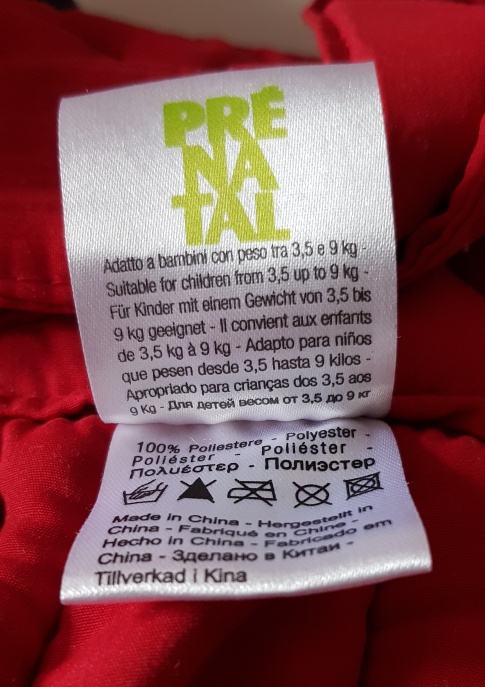 PRÉ
NA
TAL
Adatto a bambini con peso tra 3,5 e 9 kg -
Suitable for children from 3,5 up to 9 kg -
Für Kinder mit einem Gewicht von 3,5 bis
9 kg geeignet - Il convient aux enfants
de 3,5 kg à 9 kg - Adapto para niños
que pesen desde 3,5 hasta 9 kilos -
Apropriado para crianças dos 3,5 aos
9 Kg - Для детей весом от 3,5 до 9 кг
100% Poliestere - Polyester -
Poliéster - Poliéster -
Πολυέστερ - Полиэстер
Made in China - Hergestellt in
China - Fabriqué en Chine -
Hecho in China - Fabricado em
China - Зделано в Китаи -
Tillverkad i Kina